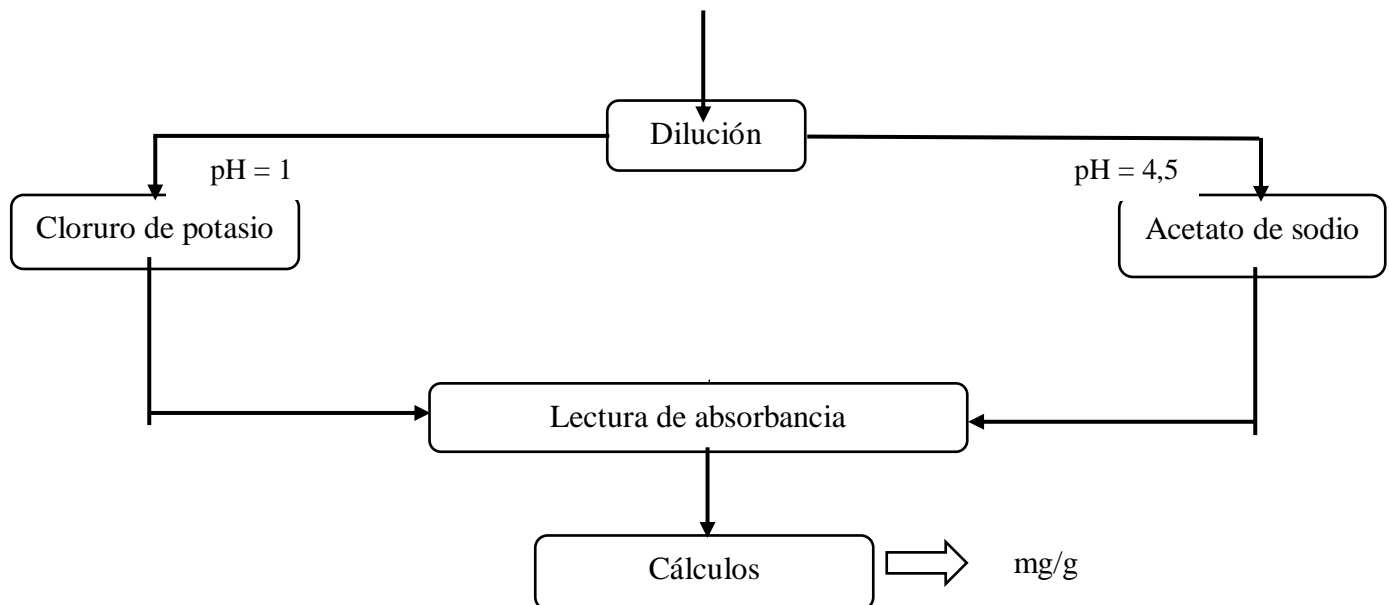 Dilución
pH = 1
pH = 4,5
Cloruro de potasio
Acetato de sodio
Lectura de absorbancia
Cálculos
mg/g